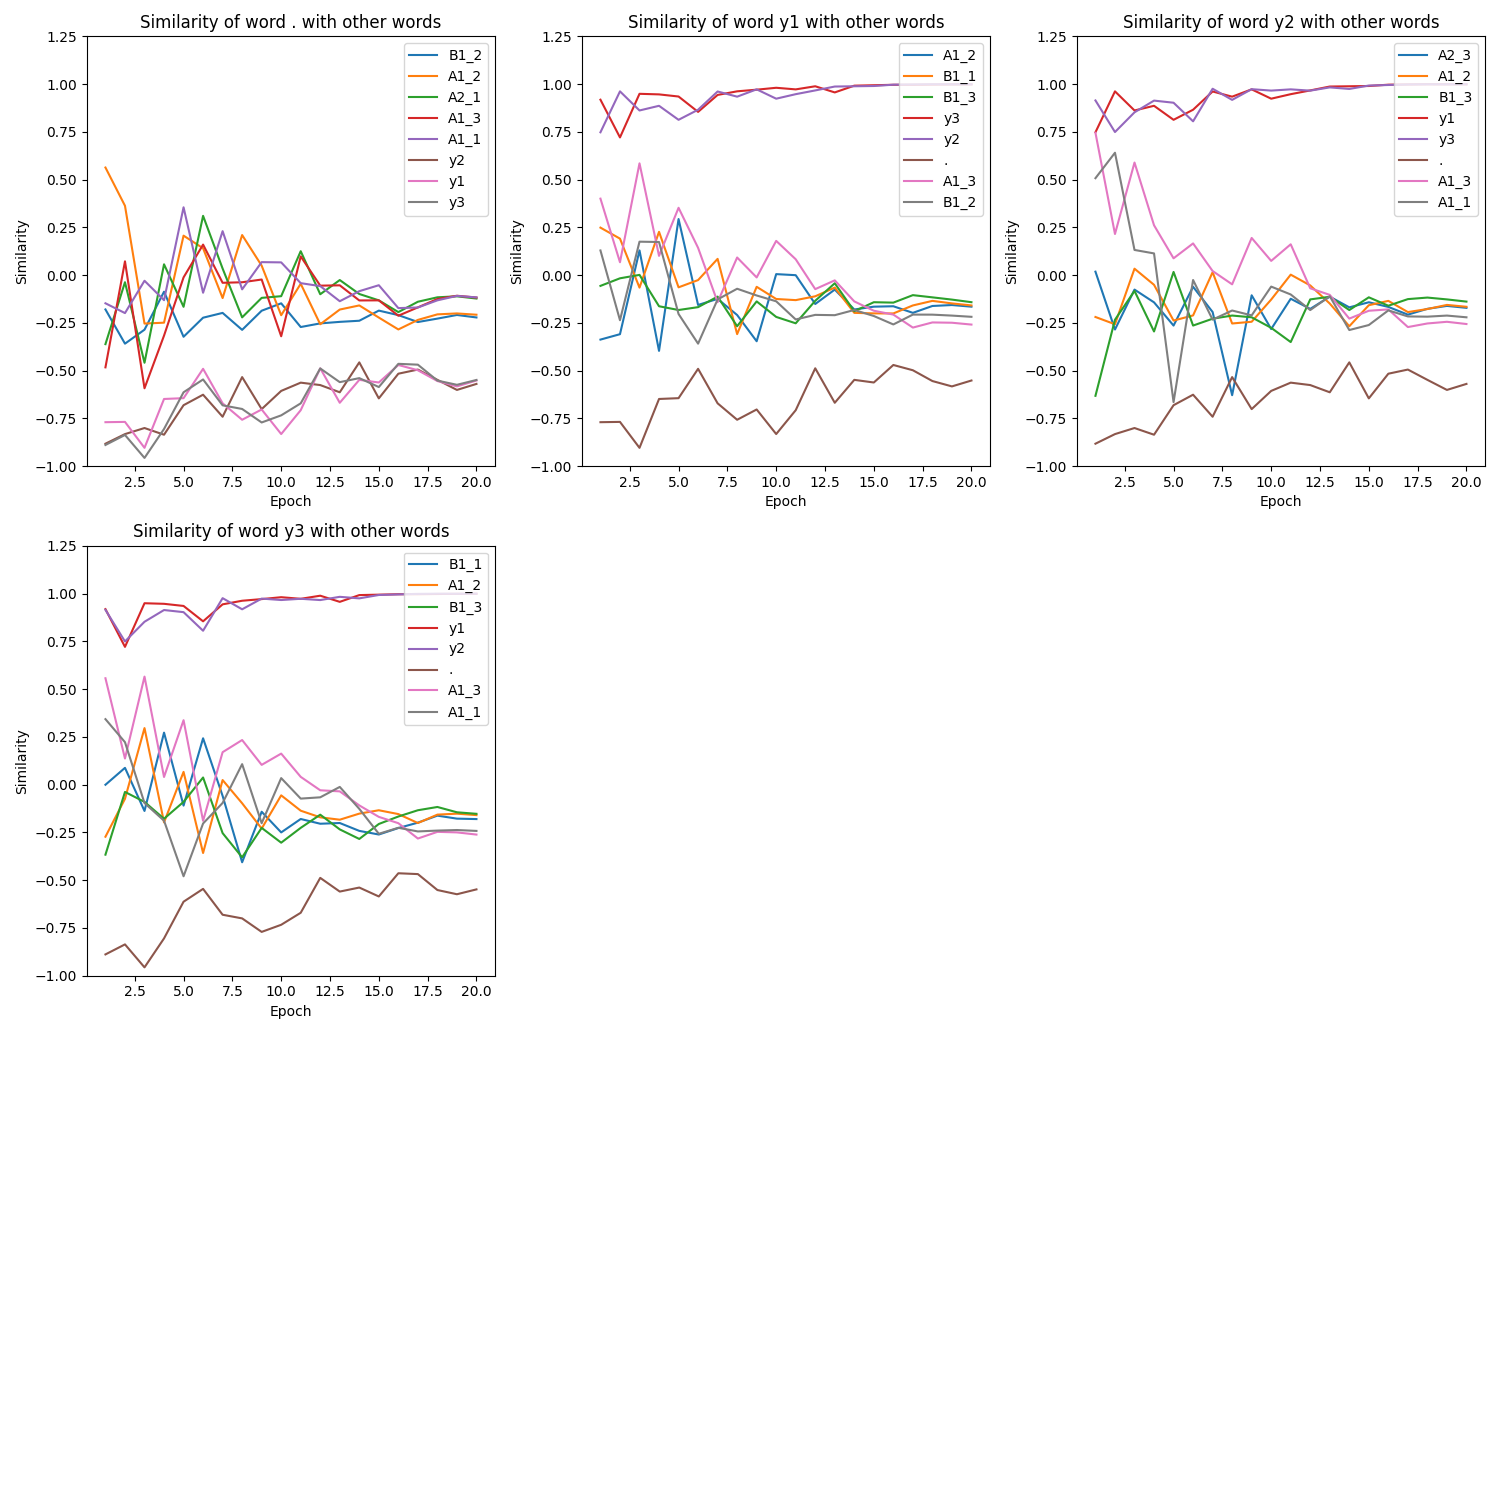 Similarity of word . with other words
1.25
1.00
0.75
0.50
0.25
0.00
−0.25
−0.50
−0.75
−1.00
Similarity
2.5 5.0 7.5 10.0 12.5 15.0 17.5 20.0
Epoch
B1_2
A1_2
A2_1
A1_3
A1_1
y2
y1
y3
Similarity of word y1 with other words
1.25
1.00
0.75
0.50
0.25
0.00
−0.25
−0.50
−0.75
−1.00
Similarity
2.5 5.0 7.5 10.0 12.5 15.0 17.5 20.0
Epoch
A1_2
B1_1
B1_3
y3
y2
.
A1_3
B1_2
Similarity of word y2 with other words
1.25
1.00
0.75
0.50
0.25
0.00
−0.25
−0.50
−0.75
−1.00
Similarity
2.5 5.0 7.5 10.0 12.5 15.0 17.5 20.0
Epoch
A2_3
A1_2
B1_3
y1
y3
.
A1_3
A1_1
Similarity of word y3 with other words
1.25
1.00
0.75
0.50
0.25
0.00
−0.25
−0.50
−0.75
−1.00
Similarity
2.5 5.0 7.5 10.0 12.5 15.0 17.5 20.0
Epoch
B1_1
A1_2
B1_3
y1
y2
.
A1_3
A1_1